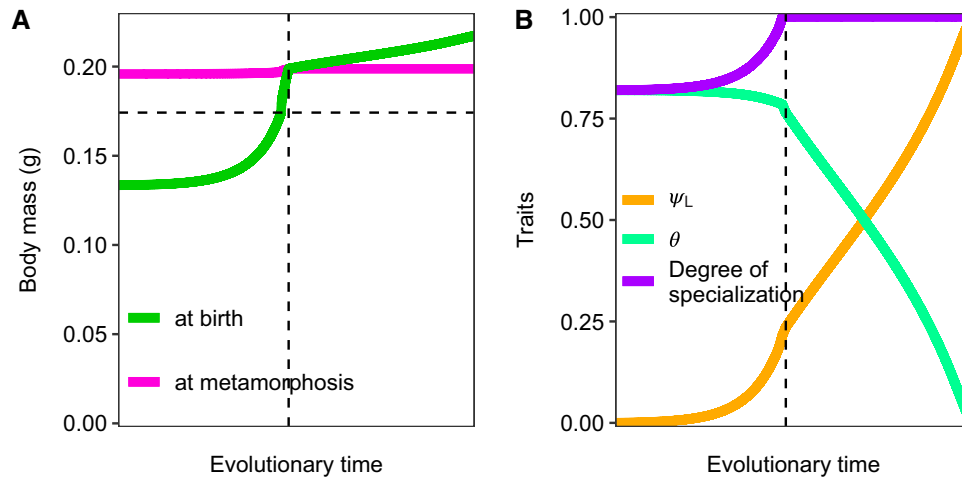 A
Body mass (g)
0.20
0.15
0.10
0.05
0.00
at birth
at metamorphosis
Evolutionary time
B
Traits
1.00
0.75
0.50
0.25
0.00
ψL
θ
Degree of
specialization
Evolutionary time